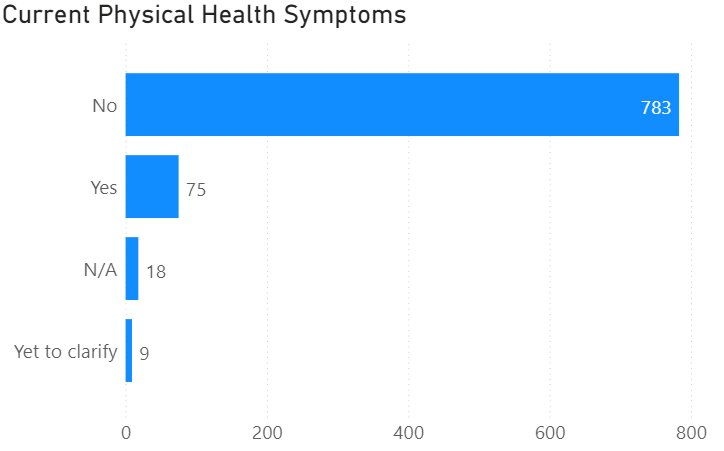 Current Physical Health Symptoms
No 783
Yes 75
N/A 18
Yet to clarify 9
0 200 400 600 800